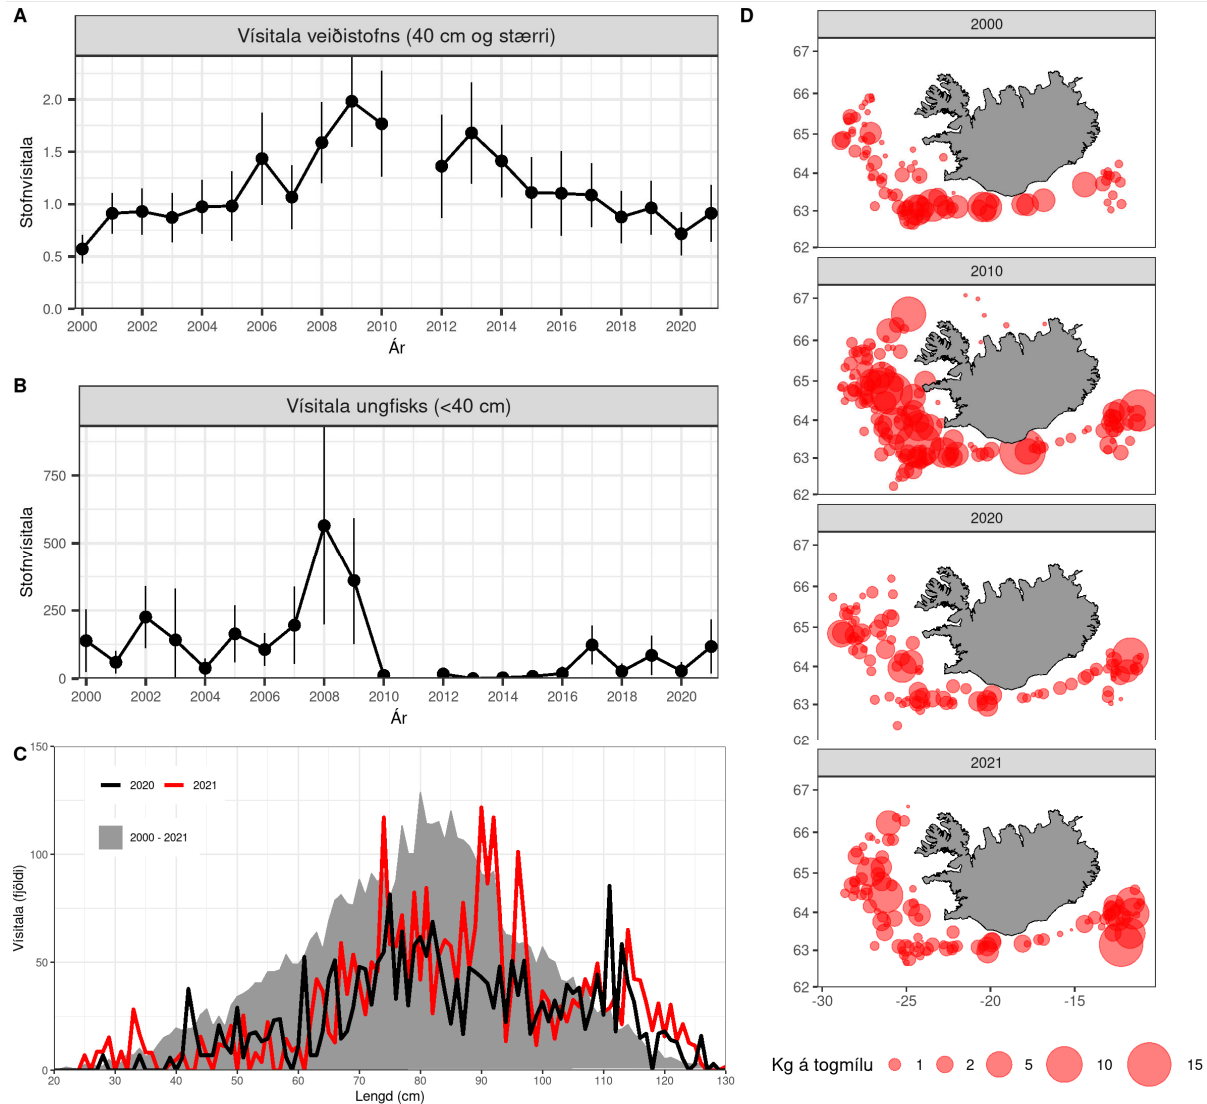 A
Vísitala veiðistofns (40 cm og stærri)
Stofnvísitala
2.0
1.5
1.0
0.5
0.0
2000 2002 2004 2006 2008 2010 2012 2014 2016 2018 2020
Ár
B
Vísitala ungfisks (<40 cm)
Stofnvísitala
750
500
250
0
2000 2002 2004 2006 2008 2010 2012 2014 2016 2018 2020
Ár
C
Vísitala (fjöldi)
150
100
50
0
2020 2021
2000 - 2021
20 30 40 50 60 70 80 90 100 110 120 130
Lengd (cm)
D
2000
67
66
65
64
63
62
2010
67
66
65
64
63
62
2020
67
66
65
64
63
62
2021
67
66
65
64
63
62
-30 -25 -20 -15
Kg á togmílu 1 2 5 10 15